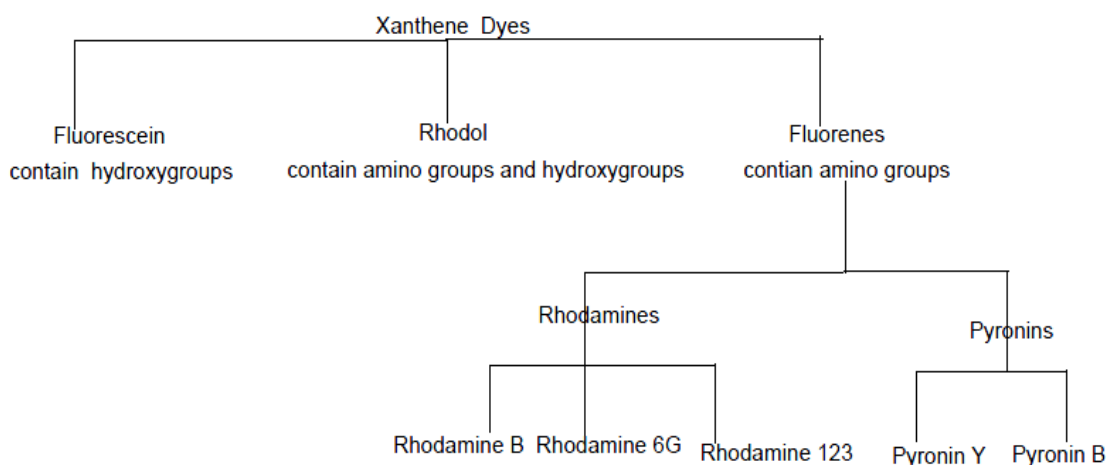 Xanthene Dyes
Fluorescein
contain hydroxygroups
Rhodol
contain amino groups and hydroxygroups
Fluorenes
contian amino groups
Rhodamines
Pyronins
Rhodamine B
Rhodamine 6G
Rhodamine 123
Pyronin Y
Pyronin B